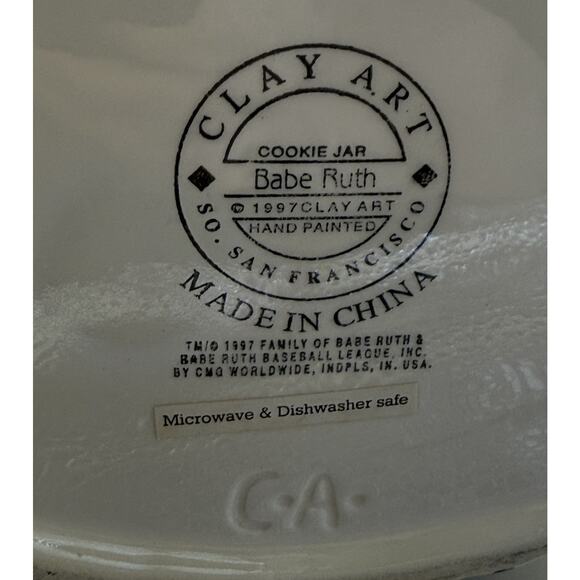 CLAY ART
COOKIE JAR
Babe Ruth
© 1997 CLAY ART
HAND PAINTED
SO. SAN FRANCISCO
MADE IN CHINA
TM/© 1997 FAMILY OF BABE RUTH &
BABE RUTH BASEBALL LEAGUE, INC.
BY CMG WORLDWIDE, INDPLS, IN. USA.
Microwave & Dishwasher safe
C·A·